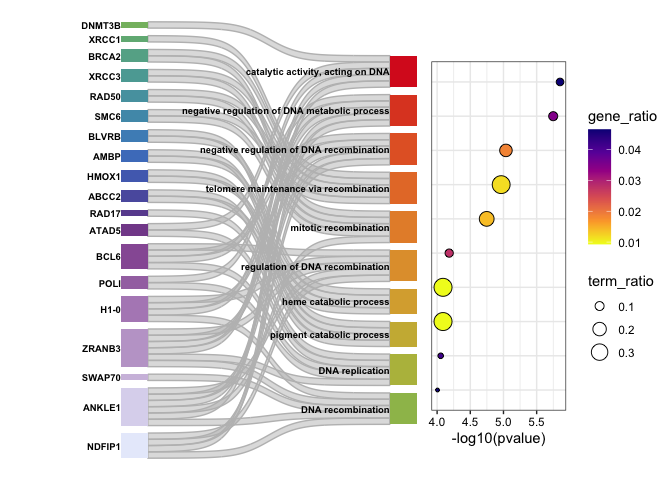 DNMT3B
XRCC1
BRCA2
XRCC3
RAD50
SMC6
BLVRB
AMBP
HMOX1
ABCC2
RAD17
ATAD5
BCL6
POLI
H1-0
ZRANB3
SWAP70
ANKLE1
NDFIP1
catalytic activity, acting on DNA
negative regulation of DNA metabolic process
negative regulation of DNA recombination
telomere maintenance via recombination
mitotic recombination
regulation of DNA recombination
heme catabolic process
pigment catabolic process
DNA replication
DNA recombination
4.0 4.5 5.0 5.5
-log10(pvalue)
gene_ratio
0.04
0.03
0.02
0.01
term_ratio
0.1
0.2
0.3